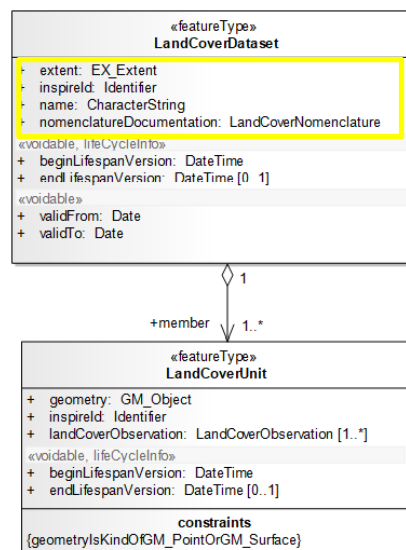 «featureType»
LandCoverDataset
+ extent: EX_Extent
+ inspireId: Identifier
+ name: CharacterString
+ nomenclatureDocumentation: LandCoverNomenclature
«voidable, lifeCycleInfo»
+ beginLifespanVersion: DateTime
+ endLifespanVersion: DateTime [0..1]
«voidable»
+ validFrom: Date
+ validTo: Date
1
+member 1..*
«featureType»
LandCoverUnit
+ geometry: GM_Object
+ inspireId: Identifier
+ landCoverObservation: LandCoverObservation [1..*]
«voidable, lifeCycleInfo»
+ beginLifespanVersion: DateTime
+ endLifespanVersion: DateTime [0..1]
constraints
{geometryIsKindOfGM_PointOrGM_Surface}